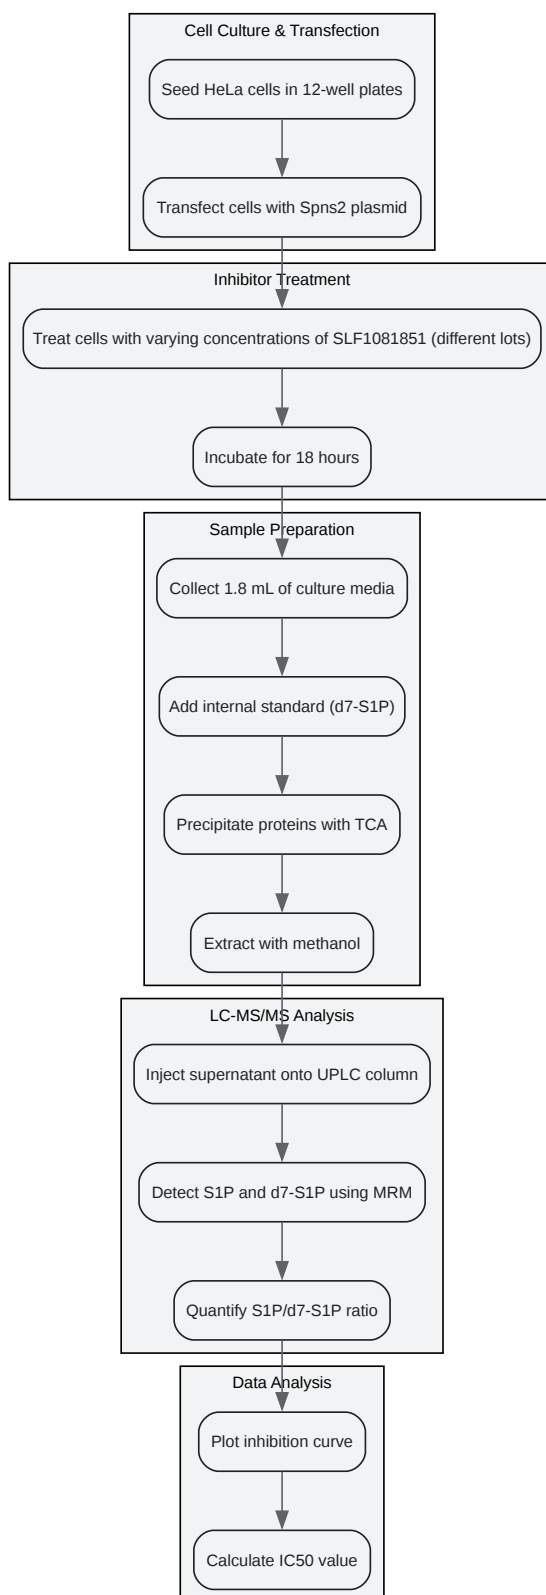 Cell Culture & Transfection
Seed HeLa cells in 12-well plates
Transfect cells with Spns2 plasmid
Inhibitor Treatment
Treat cells with varying concentrations of SLF1081851 (different lots)
Incubate for 18 hours
Sample Preparation
Collect 1.8 mL of culture media
Add internal standard (d7-S1P)
Precipitate proteins with TCA
Extract with methanol
LC-MS/MS Analysis
Inject supernatant onto UPLC column
Detect S1P and d7-S1P using MRM
Quantify S1P/d7-S1P ratio
Data Analysis
Plot inhibition curve
Calculate IC50 value